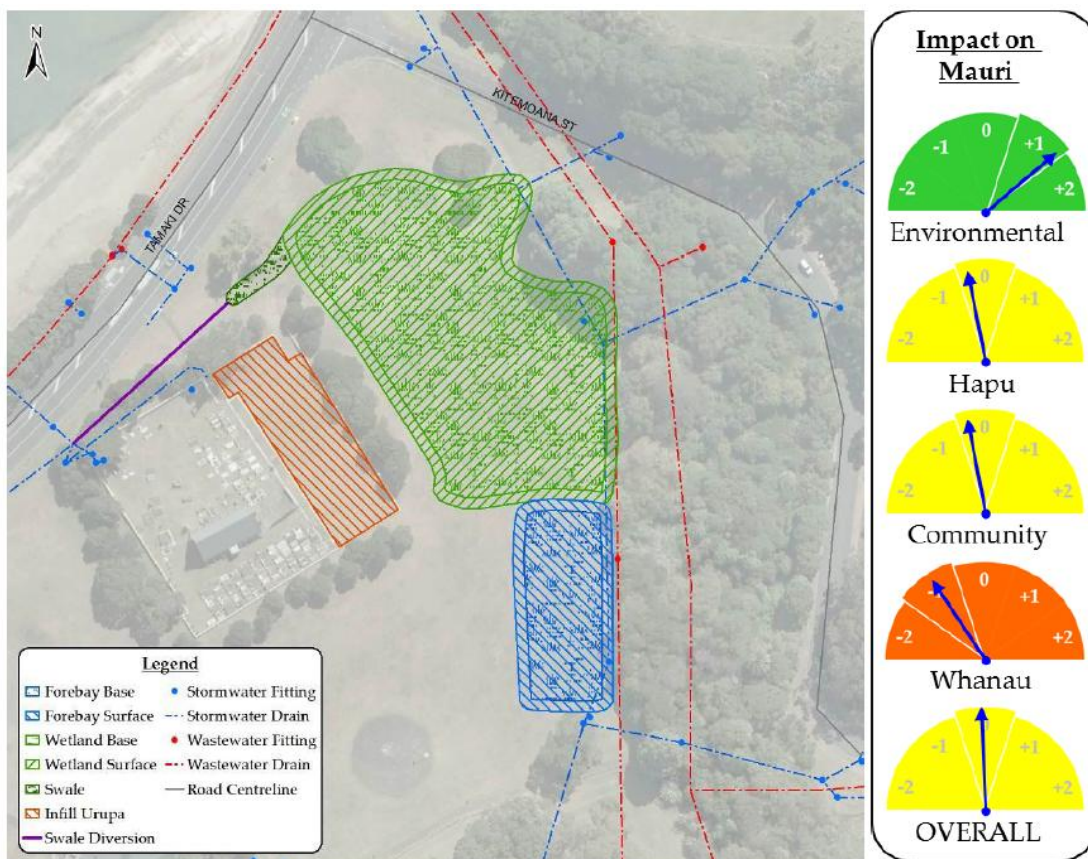 N
KITEMOANA ST
TAMAKI DR
Legend
Forebay Base
Forebay Surface
Wetland Base
Wetland Surface
Swale
Infill Urupa
Swale Diversion
Stormwater Fitting
Stormwater Drain
Wastewater Fitting
Wastewater Drain
Road Centreline
Impact on
Mauri
-2 -1 0 +1 +2
Environmental
-2 -1 0 +1 +2
Hapu
-2 -1 0 +1 +2
Community
-2 -1 0 +1 +2
Whanau
-2 -1 0 +1 +2
OVERALL